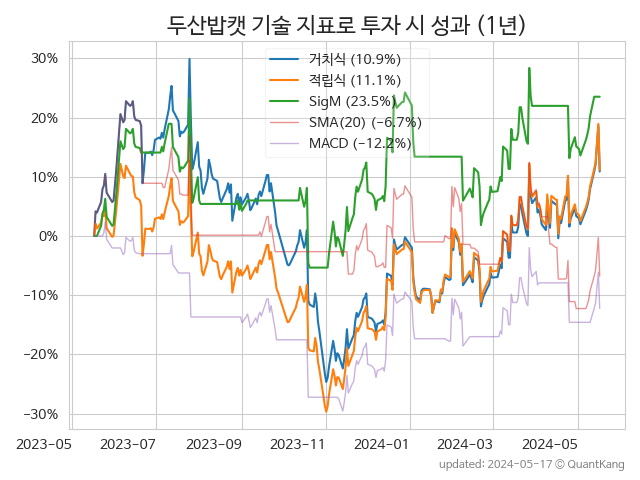 두산밥캣 기술 지표로 투자 시 성과 (1년)
30%
20%
10%
0%
−10%
−20%
−30%
거치식 (10.9%)
적립식 (11.1%)
SigM (23.5%)
SMA(20) (−6.7%)
MACD (−12.2%)
2023-05 2023-07 2023-09 2023-11 2024-01 2024-03 2024-05
updated: 2024-05-17 © QuantKang